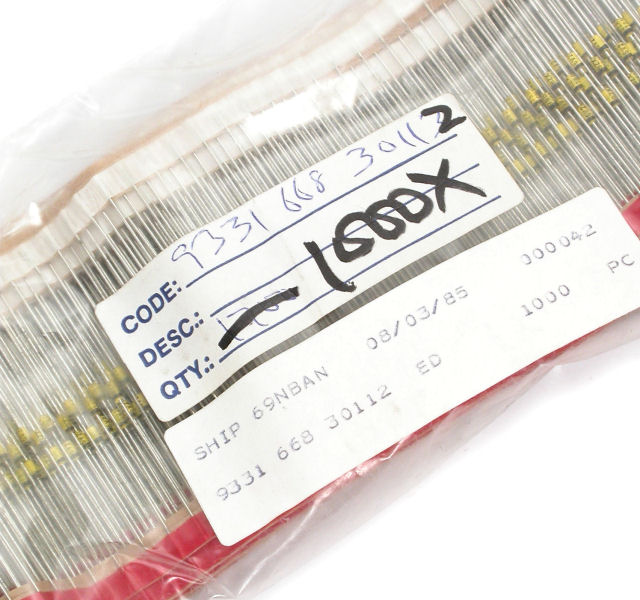 CODE: 9331 668 30112
DESC.: 1000X
QTY.:
SHIP 69NBAN 08/03/85 000042
9331 668 30112 ED 1000 PC